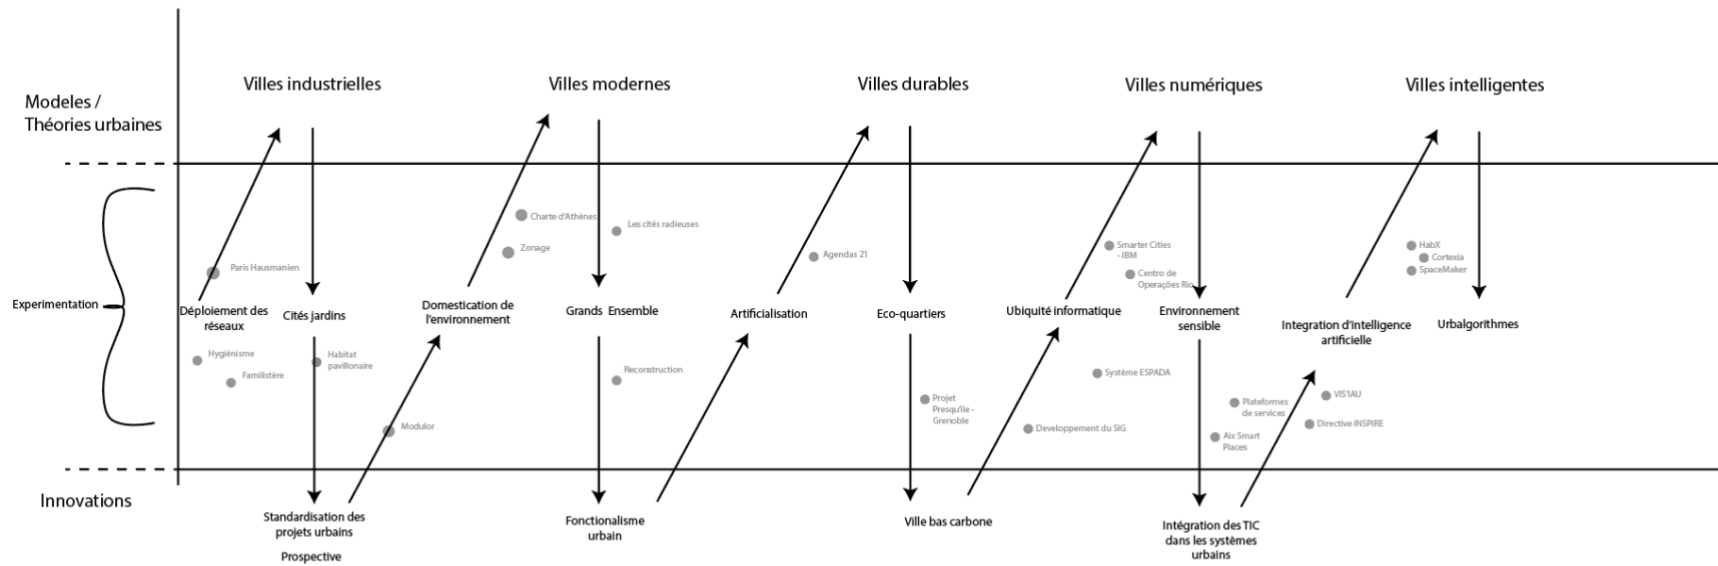 Villes industrielles
Villes modernes
Villes durables
Villes numériques
Villes intelligentes
Modeles /
Théories urbaines
Charte d'Athènes
Les cités radieuses
Zonage
Agendas 21
Smarter Cities
- IBM
Centro de
Operações Rio
HabX
Cortexia
SpaceMaker
Paris Hausmanien
Experimentation
Déploiement des
réseaux
Cités jardins
Domestication de
l'environnement
Grands Ensemble
Artificialisation
Eco-quartiers
Ubiquité informatique
Environnement
sensible
Integration d'intelligence
artificielle
Urbalgorithmes
Hygiènisme
Familistère
Habitat
pavillonaire
Reconstruction
Modulor
Projet
Presqu'ile -
Grenoble
Système ESPADA
Developpement du SIG
Plateformes
de services
Aix Smart
Places
VIS'IAU
Directive INSPIRE
Innovations
Standardisation des
projets urbains
Prospective
Fonctionalisme
urbain
Ville bas carbone
Intégration des TIC
dans les systèmes
urbains